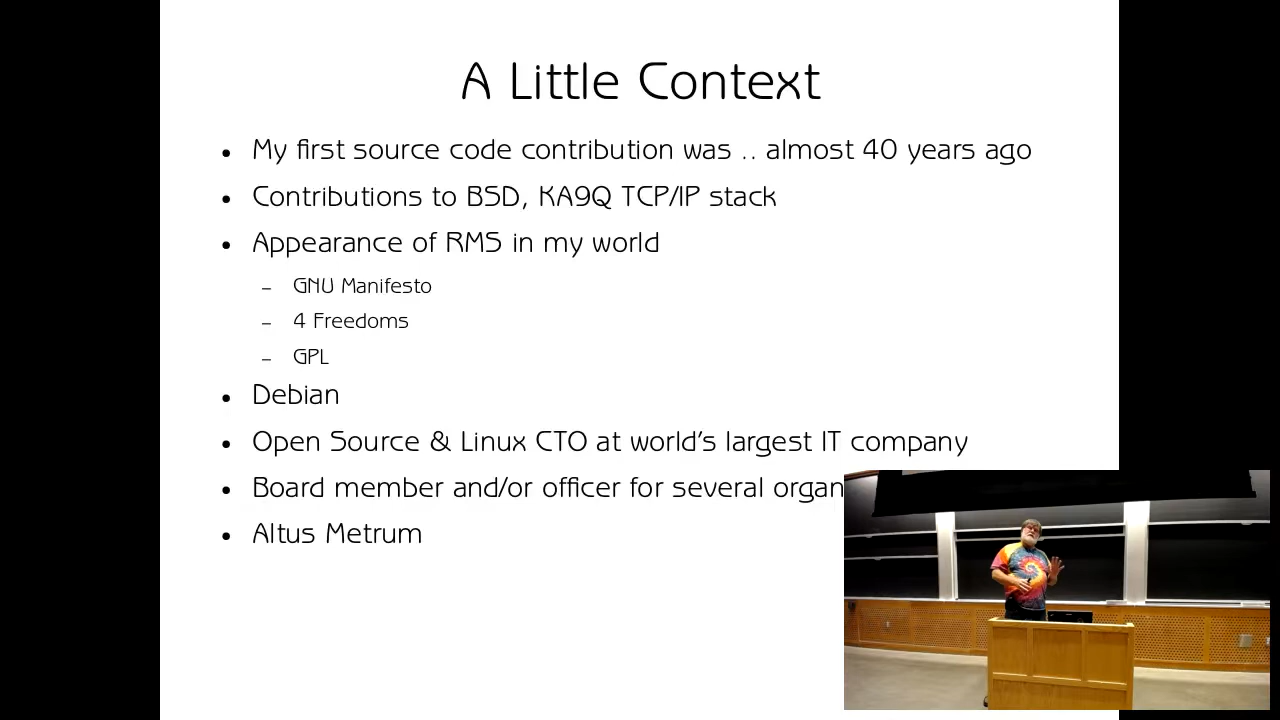 A Little Context
• My first source code contribution was .. almost 40 years ago
• Contributions to BSD, KA9Q TCP/IP stack
• Appearance of RMS in my world
– GNU Manifesto
– 4 Freedoms
– GPL
• Debian
• Open Source & Linux CTO at world's largest IT company
• Board member and/or officer for several
• Altus Metrum